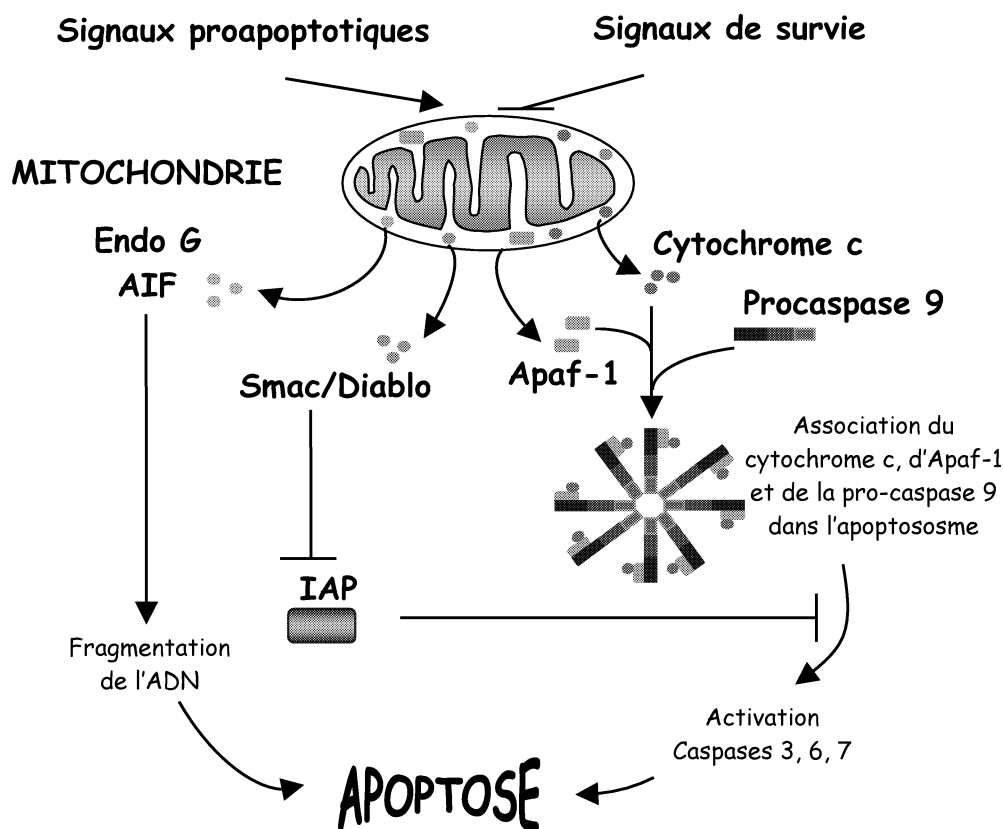 Signaux proapoptotiques
Signaux de survie
MITOCHONDRIE
Endo G
AIF
Cytochrome c
Procaspase 9
Smac/Diablo
Apaf-1
Association du
cytochrome c, d'Apaf-1
et de la pro-caspase 9
dans l'apoptososme
IAP
Fragmentation
de l'ADN
Activation
Caspases 3, 6, 7
APOPTOSE